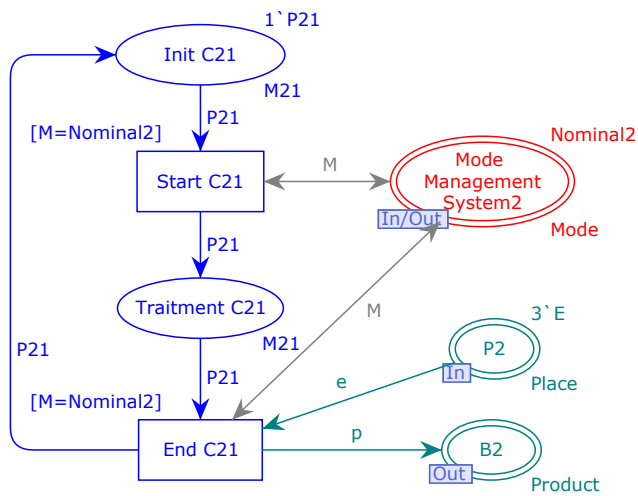 1`P21
Init C21
M21
P21
[M=Nominal2]
Nominal2
Start C21
M
Mode
Management
System2
In/Out
Mode
P21
Traitment C21
M
3`E
P21
M21
P2
P21
In
Place
e
[M=Nominal2]
p
End C21
B2
Out
Product